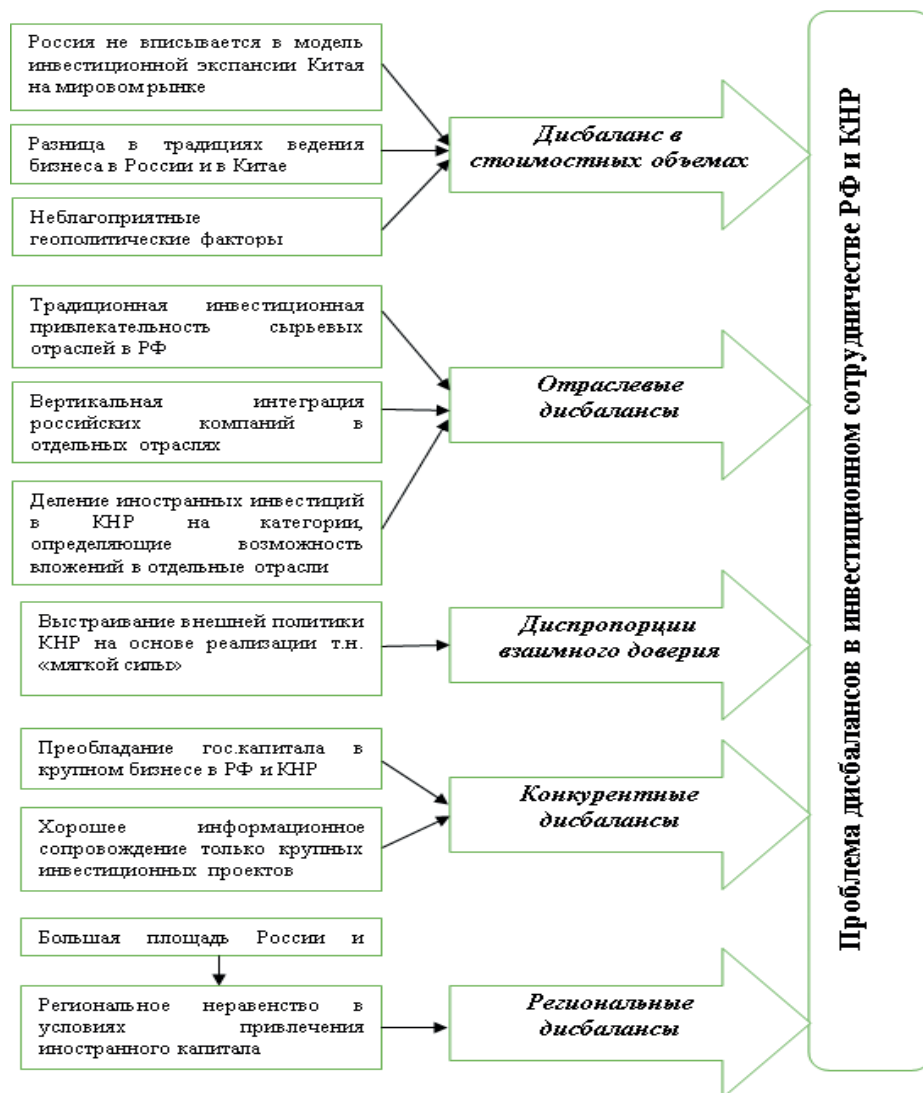 Россия не вписывается в модель
инвестиционной экспансии Китая
на мировом рынке
Разница в традициях ведения
бизнеса в России и в Китае
Неблагоприятные
геополитические факторы
Дисбаланс в
стоимостных объемах
Традиционная инвестиционная
привлекательность сырьевых
отраслей в РФ
Вертикальная интеграция
российских компаний в
отдельных отраслях
Деление иностранных инвестиций
в КНР на категории,
определяющие возможность
вложений в отдельные отрасли
Отраслевые
дисбалансы
Выстраивание внешней политики
КНР на основе реализации т.н.
«мягкой силы»
Диспропорции
взаимного доверия
Преобладание гос.капитала в
крупном бизнесе в РФ и КНР
Хорошее информационное
сопровождение только крупных
инвестиционных проектов
Конкурентные
дисбалансы
Большая площадь России и
Региональное неравенство в
условиях привлечения
иностранного капитала
Региональные
дисбалансы
Проблема дисбалансов в инвестиционном сотрудничестве РФ и КНР